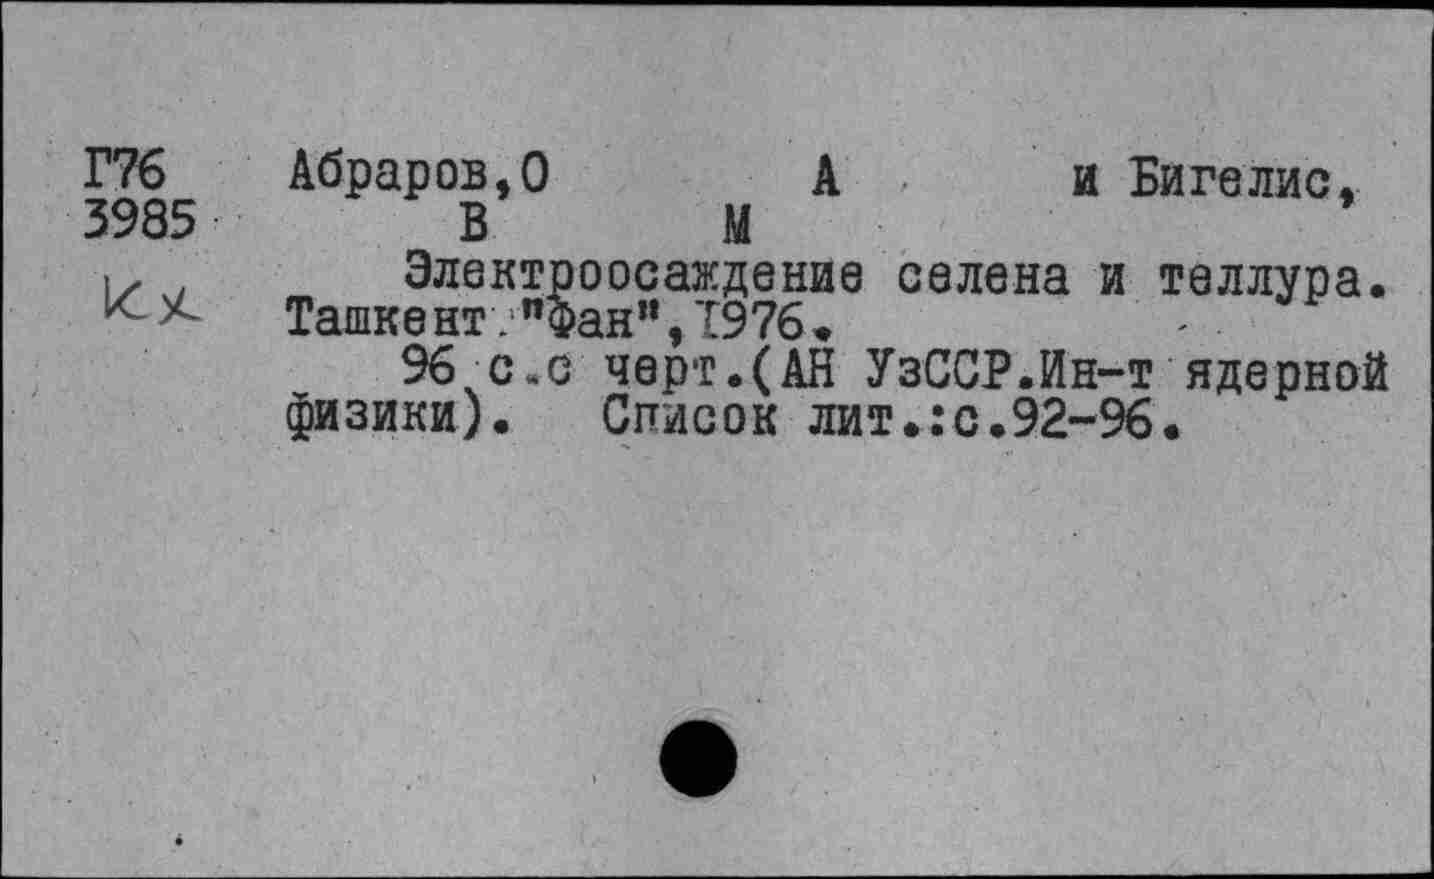 Г76 Абраров,О А и Бигелис,
3985 В М
Электроосаждение селена и теллура.
Кх Ташкент."Фан",1976.
96 с.с черт.(АН УзССР.Ин-т ядерной
физики). Список лит.:с.92-96.